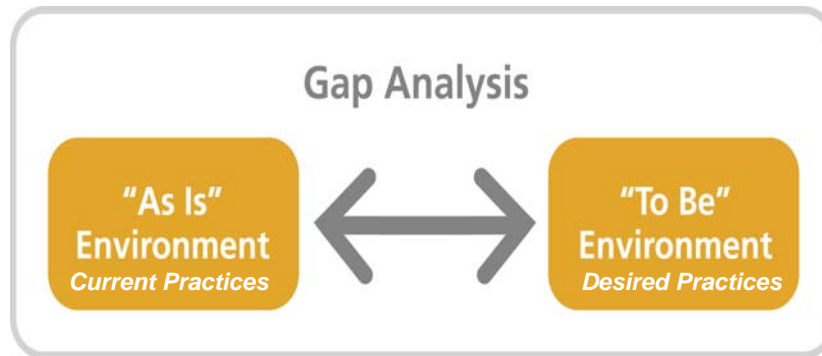 Gap Analysis
“As Is”
Environment
Current Practices
“To Be”
Environment
Desired Practices